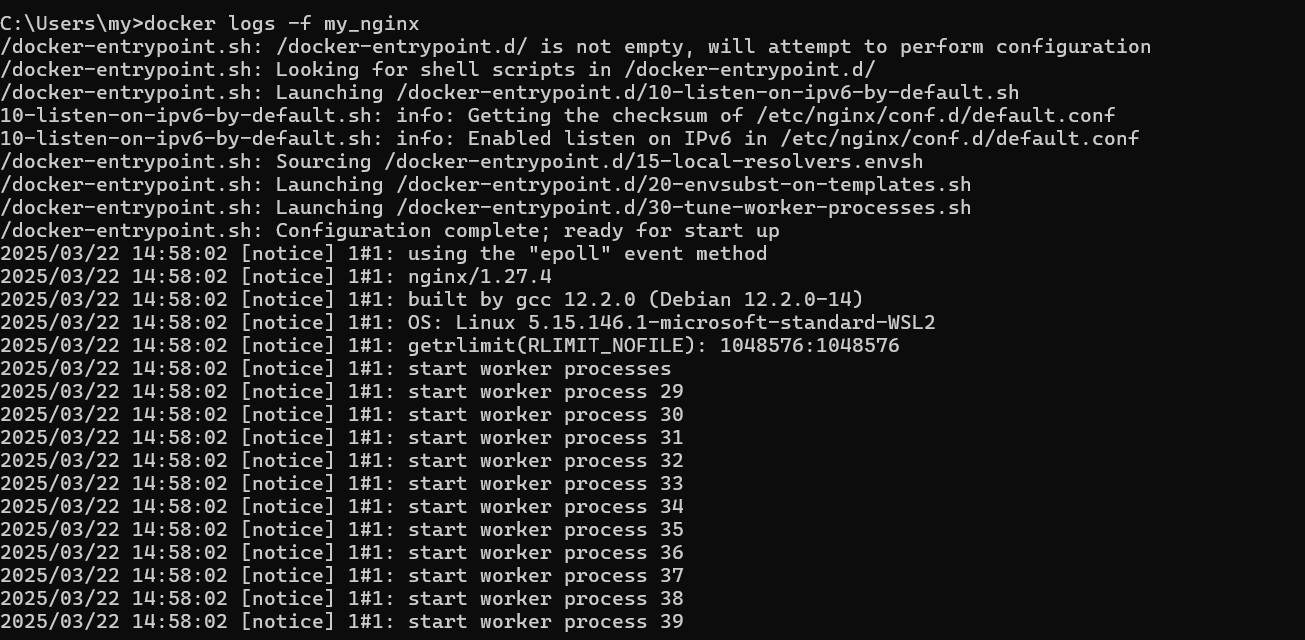 C:\Users\my>docker logs -f my_nginx
/docker-entrypoint.sh: /docker-entrypoint.d/ is not empty, will attempt to perform configuration
/docker-entrypoint.sh: Looking for shell scripts in /docker-entrypoint.d/
/docker-entrypoint.sh: Launching /docker-entrypoint.d/10-listen-on-ipv6-by-default.sh
10-listen-on-ipv6-by-default.sh: info: Getting the checksum of /etc/nginx/conf.d/default.conf
10-listen-on-ipv6-by-default.sh: info: Enabled listen on IPv6 in /etc/nginx/conf.d/default.conf
/docker-entrypoint.sh: Sourcing /docker-entrypoint.d/15-local-resolvers.envsh
/docker-entrypoint.sh: Launching /docker-entrypoint.d/20-envsubst-on-templates.sh
/docker-entrypoint.sh: Launching /docker-entrypoint.d/30-tune-worker-processes.sh
/docker-entrypoint.sh: Configuration complete; ready for start up
2025/03/22 14:58:02 [notice] 1#1: using the "epoll" event method
2025/03/22 14:58:02 [notice] 1#1: nginx/1.27.4
2025/03/22 14:58:02 [notice] 1#1: built by gcc 12.2.0 (Debian 12.2.0-14)
2025/03/22 14:58:02 [notice] 1#1: OS: Linux 5.15.146.1-microsoft-standard-WSL2
2025/03/22 14:58:02 [notice] 1#1: getrlimit(RLIMIT_NOFILE): 1048576:1048576
2025/03/22 14:58:02 [notice] 1#1: start worker processes
2025/03/22 14:58:02 [notice] 1#1: start worker process 29
2025/03/22 14:58:02 [notice] 1#1: start worker process 30
2025/03/22 14:58:02 [notice] 1#1: start worker process 31
2025/03/22 14:58:02 [notice] 1#1: start worker process 32
2025/03/22 14:58:02 [notice] 1#1: start worker process 33
2025/03/22 14:58:02 [notice] 1#1: start worker process 34
2025/03/22 14:58:02 [notice] 1#1: start worker process 35
2025/03/22 14:58:02 [notice] 1#1: start worker process 36
2025/03/22 14:58:02 [notice] 1#1: start worker process 37
2025/03/22 14:58:02 [notice] 1#1: start worker process 38
2025/03/22 14:58:02 [notice] 1#1: start worker process 39